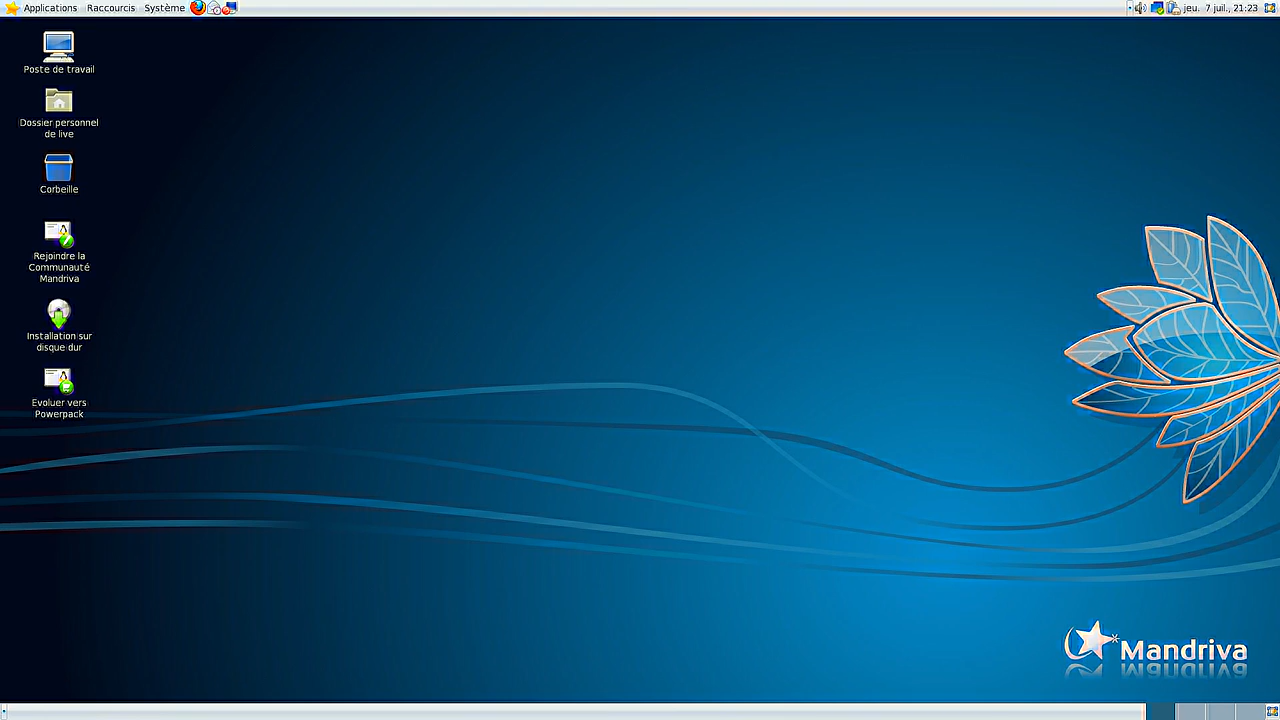 Applications Raccourcis Système jeu. 7 juil., 21:23
Poste de travail
Dossier personnel
de live
Corbeille
Rejoindre la
Communauté
Mandriva
Installation sur
disque dur
Evoluer vers
Powerpack
Mandriva